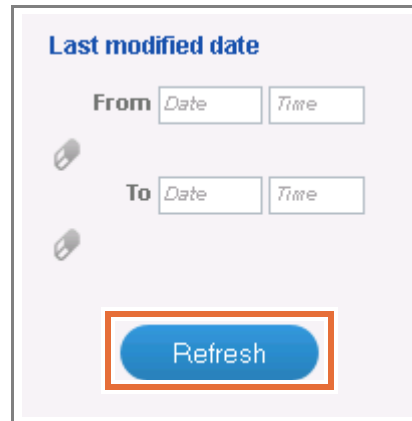 Last modified date
From Date Time
To Date Time
Refresh